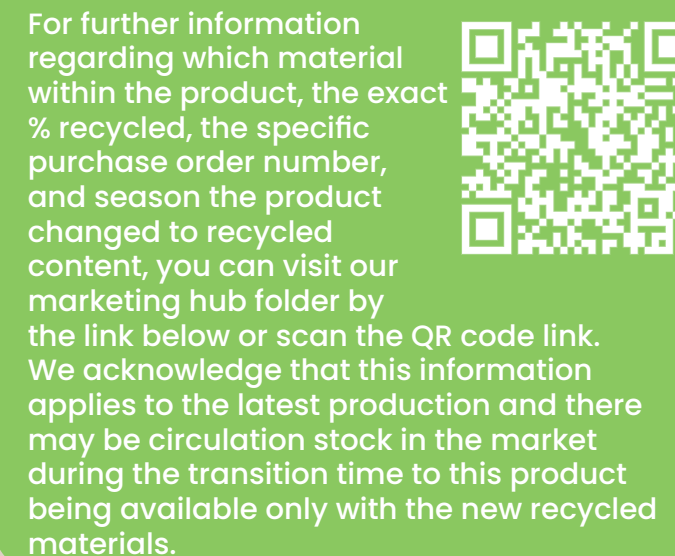 For further information
regarding which material
within the product, the exact
% recycled, the specific
purchase order number,
and season the product
changed to recycled
content, you can visit our
marketing hub folder by
the link below or scan the QR code link.
We acknowledge that this information
applies to the latest production and there
may be circulation stock in the market
during the transition time to this product
being available only with the new recycled
materials.